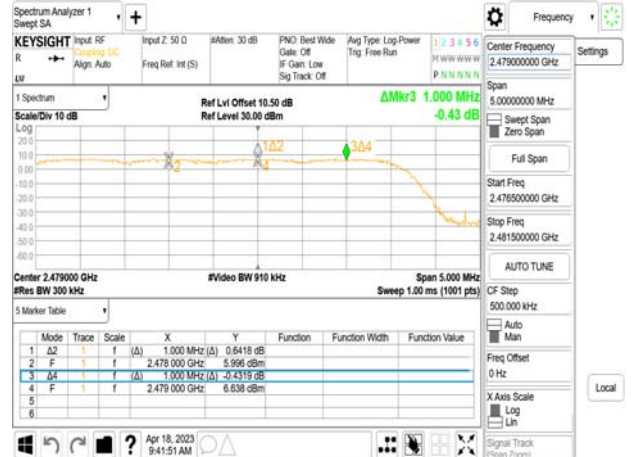 Spectrum Analyzer 1
Swept SA
+
Frequency
KEYSIGHT
R
Input: RF
Coupling: DC
Align: Auto
Input Z: 50 Ω
Freq Ref: Int (S)
#Atten: 30 dB
PNO: Best Wide
Gate: Off
IF Gain: Low
Sig Track: Off
Avg Type: Log-Power
Trig: Free Run
1 2 3 4 5 6
M W W W W W
P N N N N N
1 Spectrum
Scale/Div 10 dB
Ref Lvl Offset 10.50 dB
Ref Level 30.00 dBm
ΔMkr3 1.000 MHz
-0.43 dB
Log
20.0
10.0
0.00
-10.0
-20.0
-30.0
-40.0
-50.0
-60.0
1Δ2
3Δ4
2
4
Center 2.479000 GHz
#Video BW 910 kHz
Span 5.000 MHz
#Res BW 300 kHz
Sweep 1.00 ms (1001 pts)
5 Marker Table
Mode Trace Scale X Y Function Function Width Function Value
1 Δ2 1 f (Δ) 1.000 MHz (Δ) 0.6418 dB
2 F 1 f 2.478 000 GHz 5.996 dBm
3 Δ4 1 f (Δ) 1.000 MHz (Δ) -0.4319 dB
4 F 1 f 2.479 000 GHz 6.638 dBm
5
6
?
Apr 18, 2023
9:41:51 AM
Center Frequency
2.479000000 GHz
Settings
Span
5.00000000 MHz
Swept Span
Zero Span
Full Span
Start Freq
2.476500000 GHz
Stop Freq
2.481500000 GHz
AUTO TUNE
CF Step
500.000 kHz
Auto
Man
Freq Offset
0 Hz
X Axis Scale
Log
Lin
Local
Signal Track
(Span Zoom)